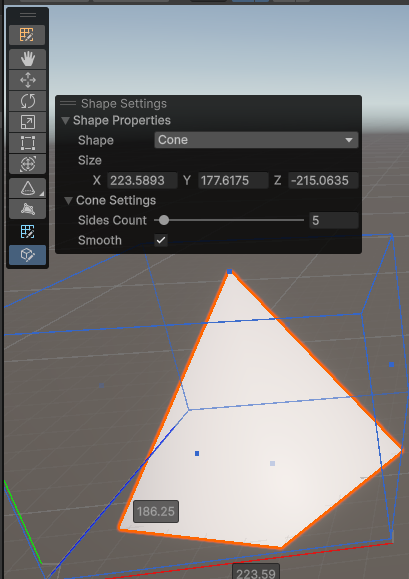 Shape Settings
Shape Properties
Shape Cone
Size
X 223.5893 Y 177.6175 Z -215.0635
Cone Settings
Sides Count 5
Smooth
186.25
223.59